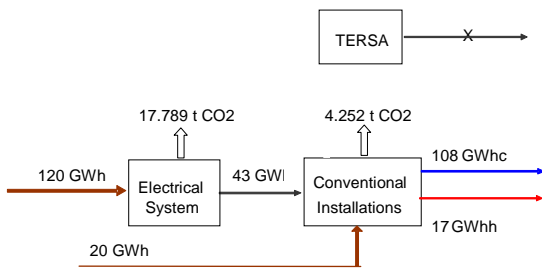 TERSA
X
17.789 t CO2
4.252 t CO2
120 GWh
Electrical
System
43 GWI
Conventional
Installations
108 GWhc
17 GWhh
20 GWh